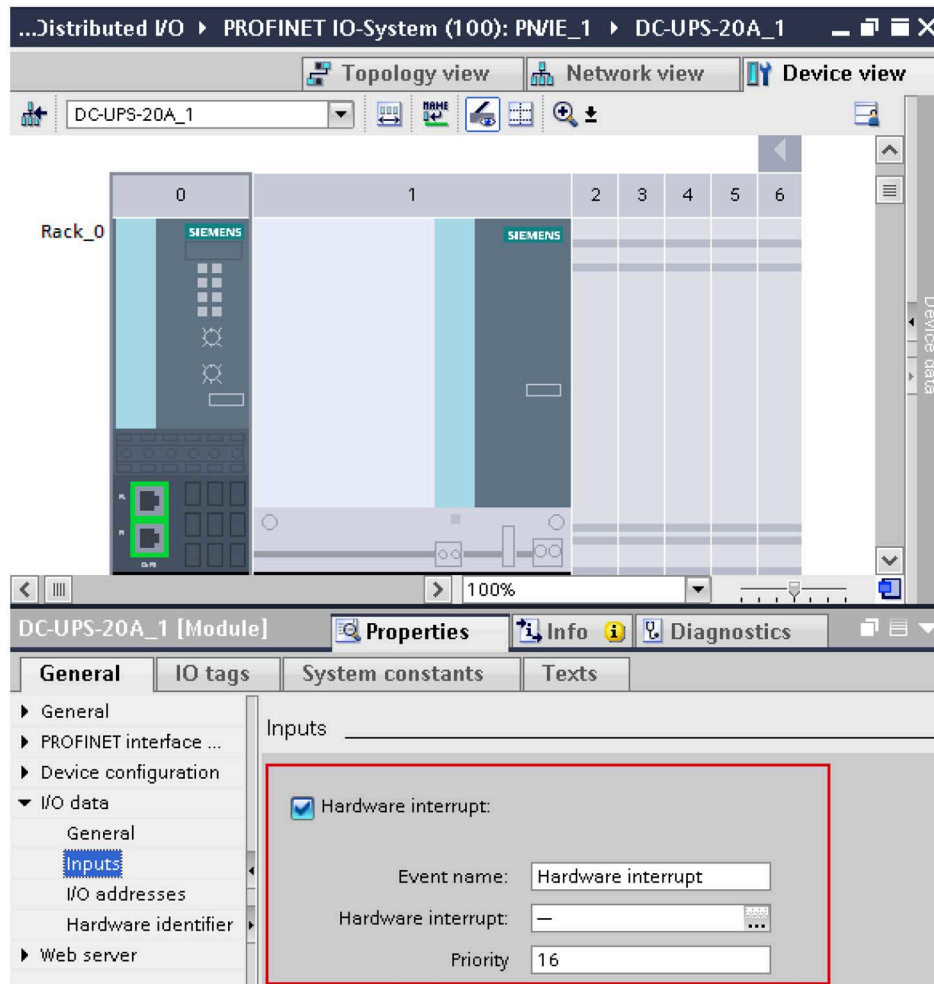 ...Distributed I/O ▸ PROFINET IO-System (100): PN/IE_1 ▸ DC-UPS-20A_1
Topology view Network view Device view
DC-UPS-20A_1 NAME
0 1 2 3 4 5 6
Rack_0
SIEMENS SIEMENS
Device data
100%
DC-UPS-20A_1 [Module] Properties Info Diagnostics
General IO tags System constants Texts
General
PROFINET interface ...
Device configuration
I/O data
General
Inputs
I/O addresses
Hardware identifier
Web server
Inputs
Hardware interrupt:
Event name: Hardware interrupt
Hardware interrupt: — ...
Priority 16